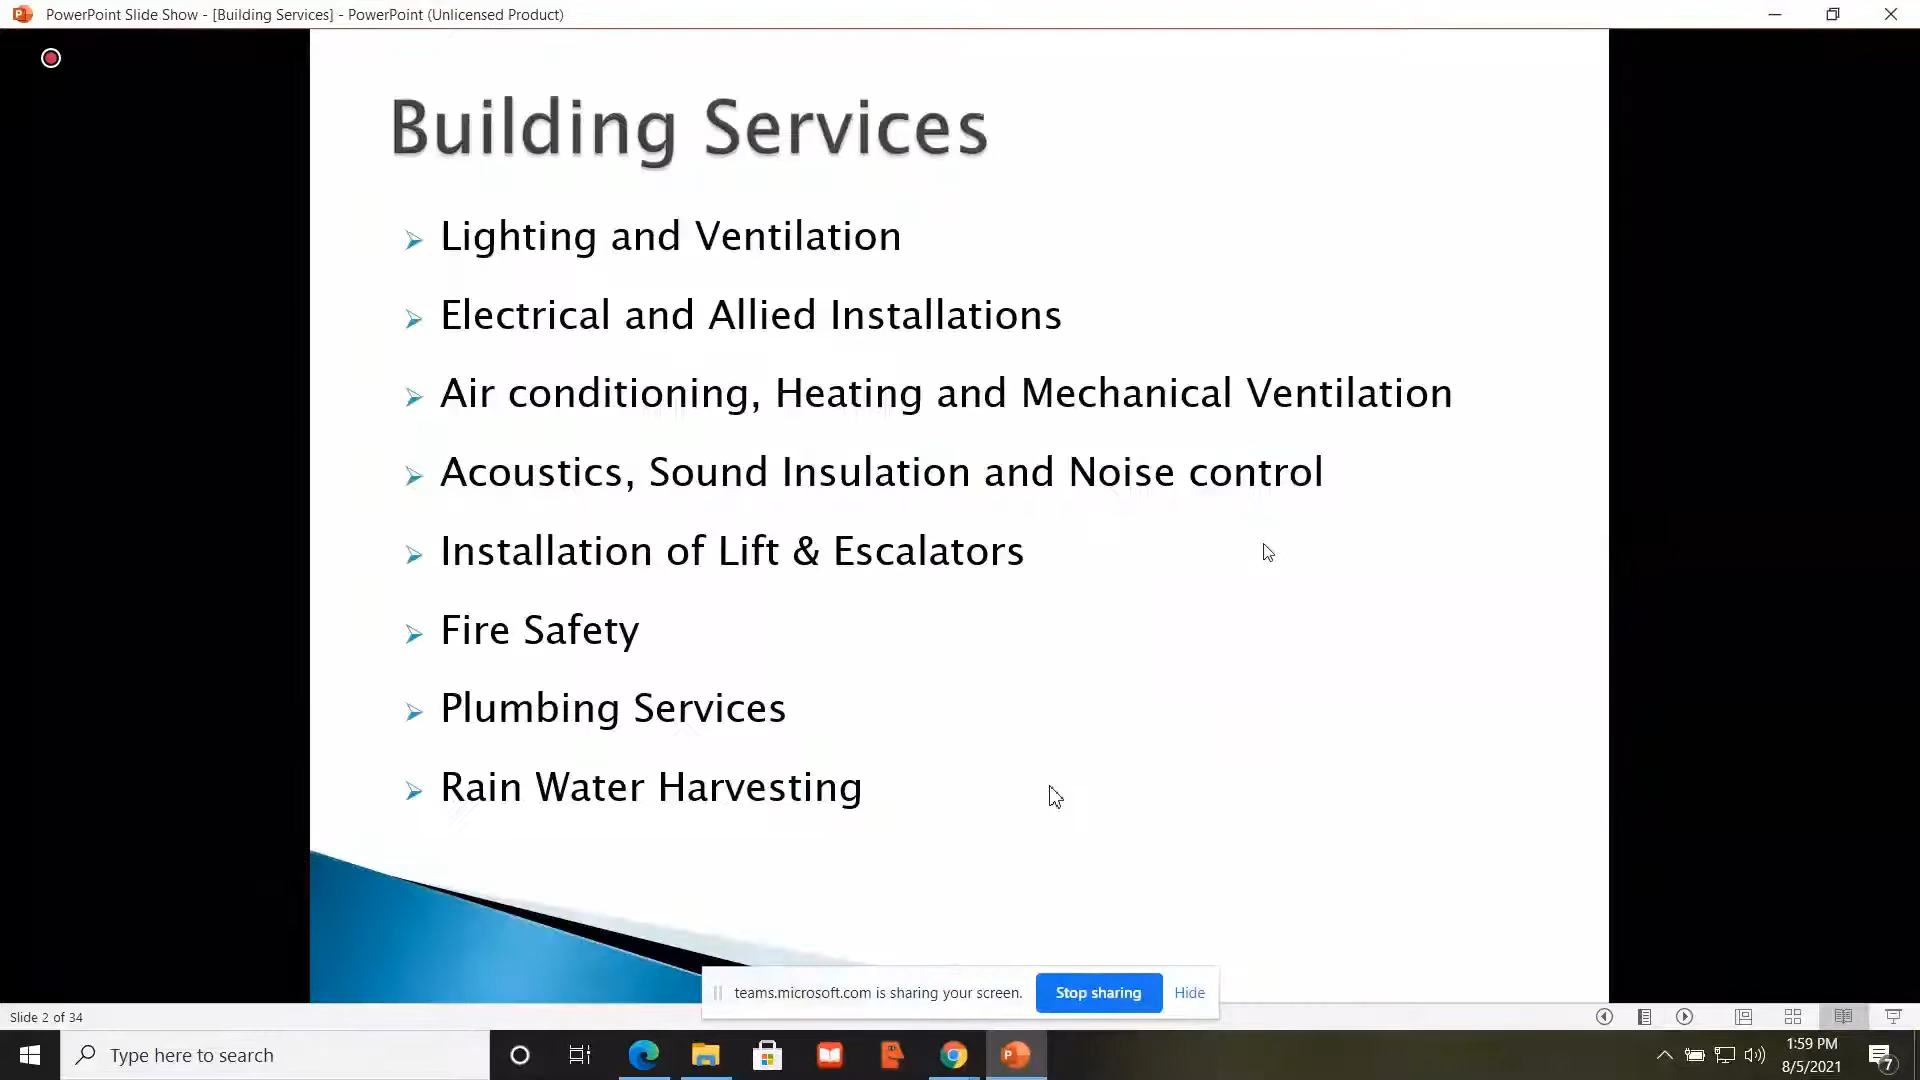 PowerPoint Slide Show - [Building Services] - PowerPoint (Unlicensed Product)
Building Services
Lighting and Ventilation
Electrical and Allied Installations
Air conditioning, Heating and Mechanical Ventilation
Acoustics, Sound Insulation and Noise control
Installation of Lift & Escalators
Fire Safety
Plumbing Services
Rain Water Harvesting
teams.microsoft.com is sharing your screen. Stop sharing Hide
Slide 2 of 34
Type here to search
1:59 PM
8/5/2021
7